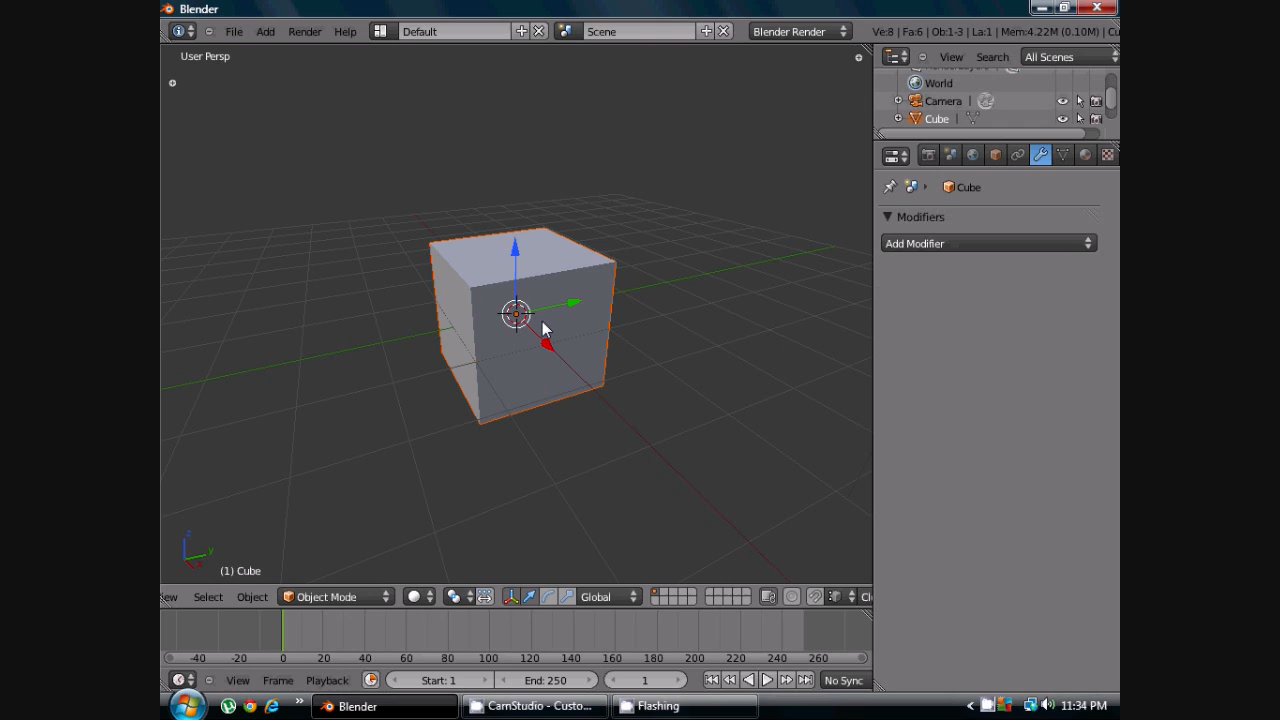 Blender
File Add Render Help Default Scene Blender Render Ve:8 | Fa:6 | Ob:1-3 | La:1 | Mem:4.22M (0.10M) | Cu
User Persp
View Search All Scenes
World
Camera
Cube
Cube
Modifiers
Add Modifier
z
y
x
(1) Cube
ew Select Object Object Mode Global Cl
-40 -20 0 20 40 60 80 100 120 140 160 180 200 220 240 260
View Frame Playback Start: 1 End: 250 1 No Sync
Blender CamStudio - Custo... Flashing 11:34 PM